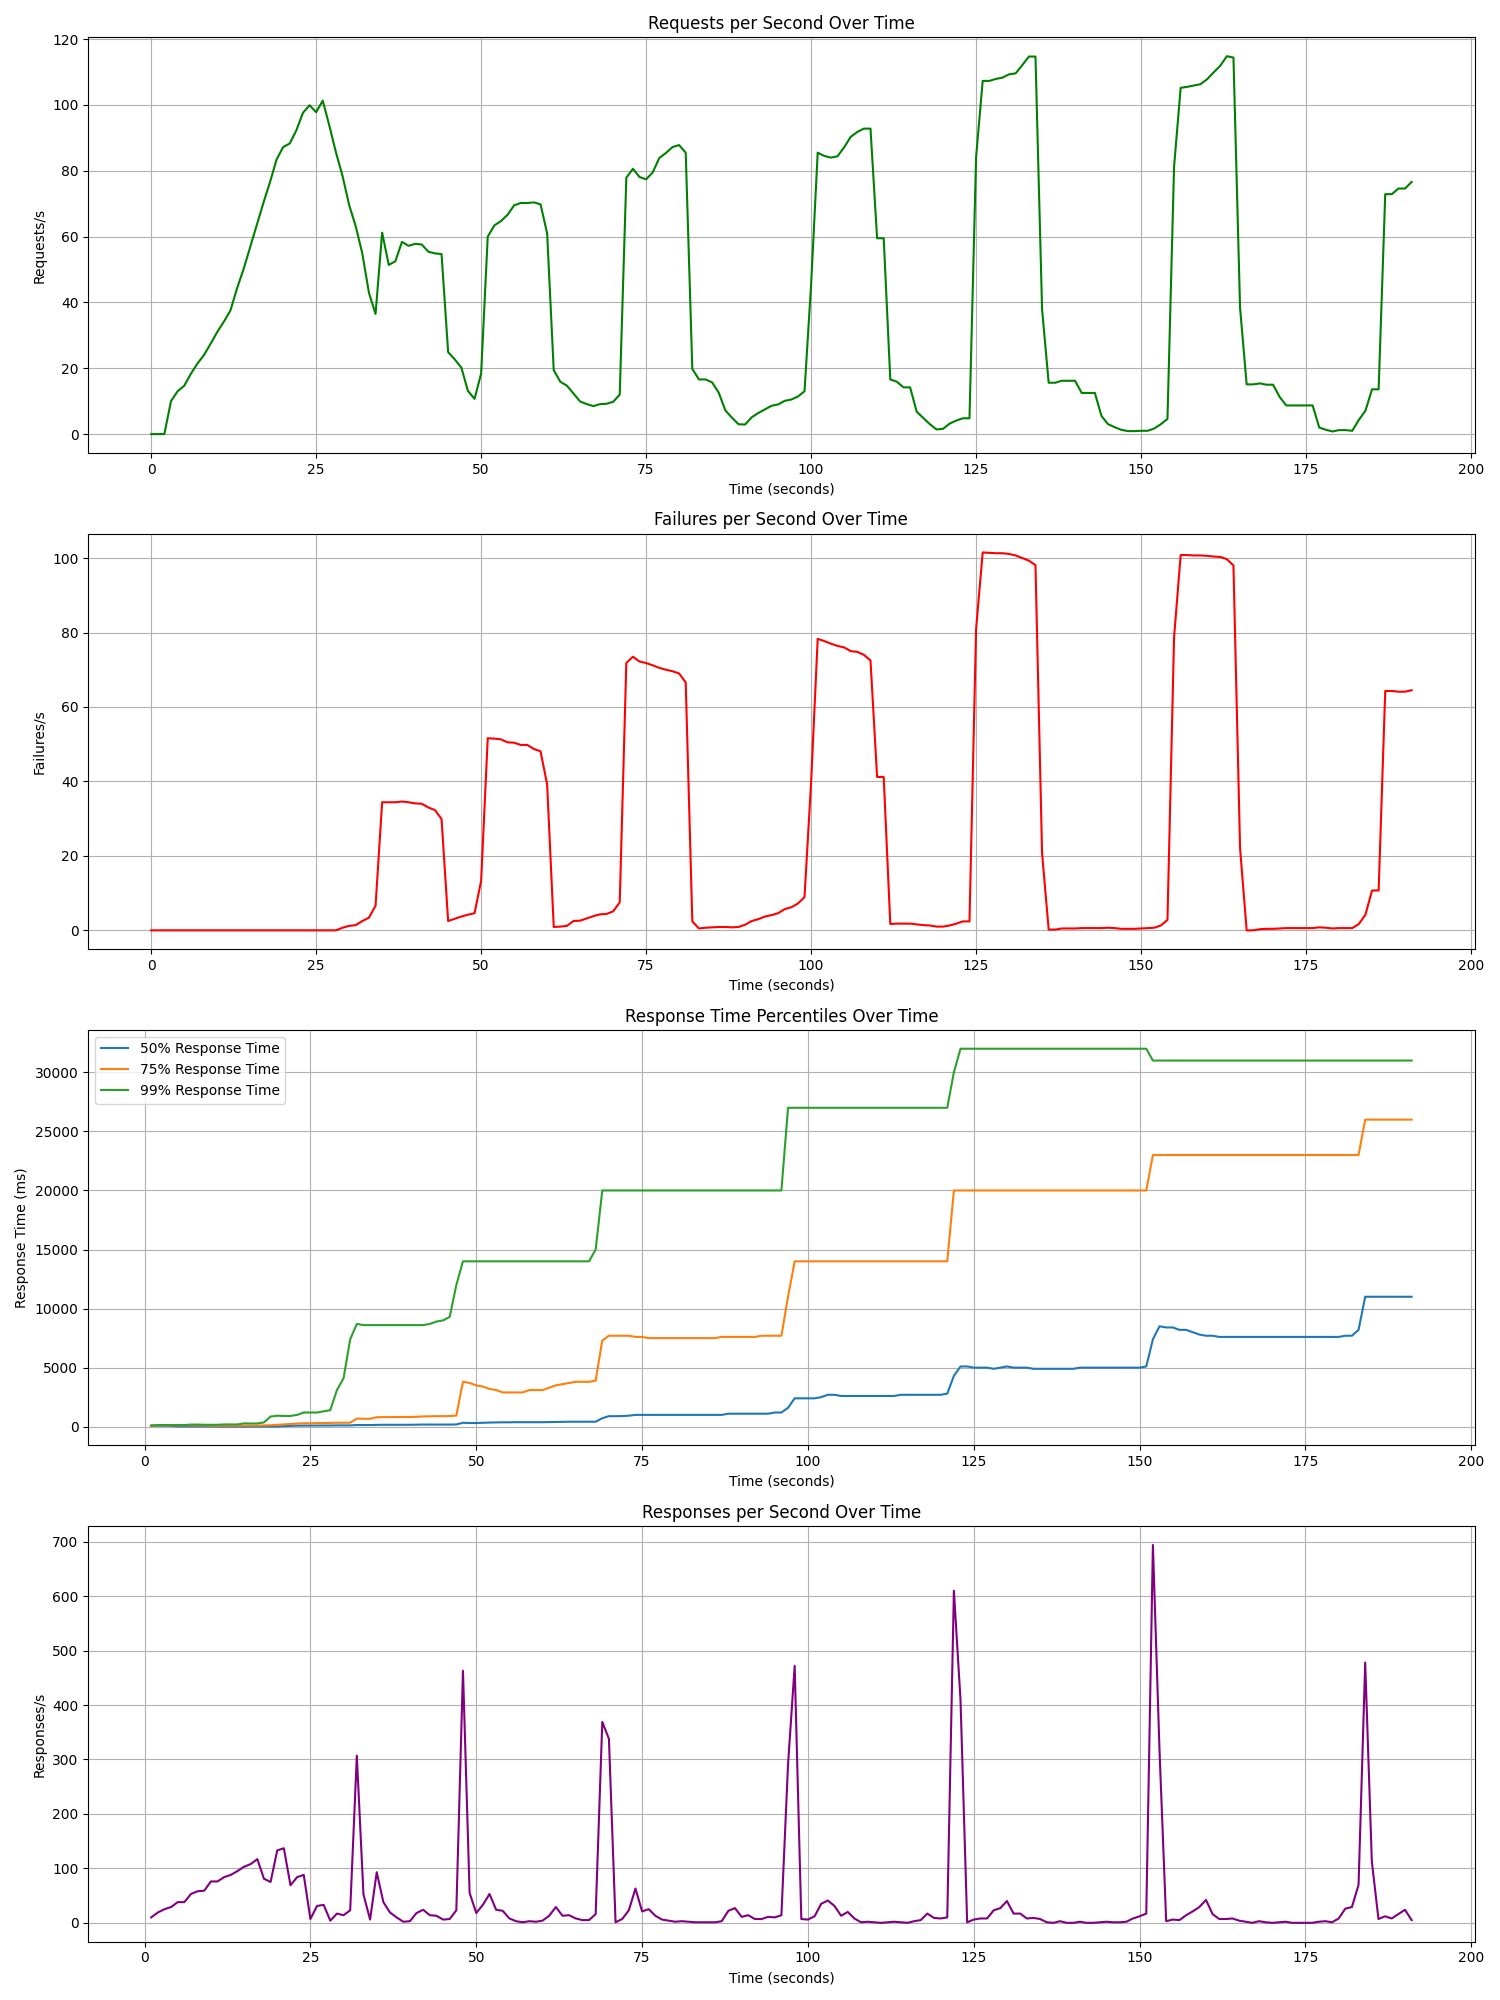 Requests per Second Over Time
120
100
80
60
40
20
0
Requests/s
0 25 50 75 100 125 150 175 200
Time (seconds)
Failures per Second Over Time
100
80
60
40
20
0
Failures/s
0 25 50 75 100 125 150 175 200
Time (seconds)
Response Time Percentiles Over Time
50% Response Time
75% Response Time
99% Response Time
30000
25000
20000
15000
10000
5000
0
Response Time (ms)
0 25 50 75 100 125 150 175 200
Time (seconds)
Responses per Second Over Time
700
600
500
400
300
200
100
0
Responses/s
0 25 50 75 100 125 150 175 200
Time (seconds)